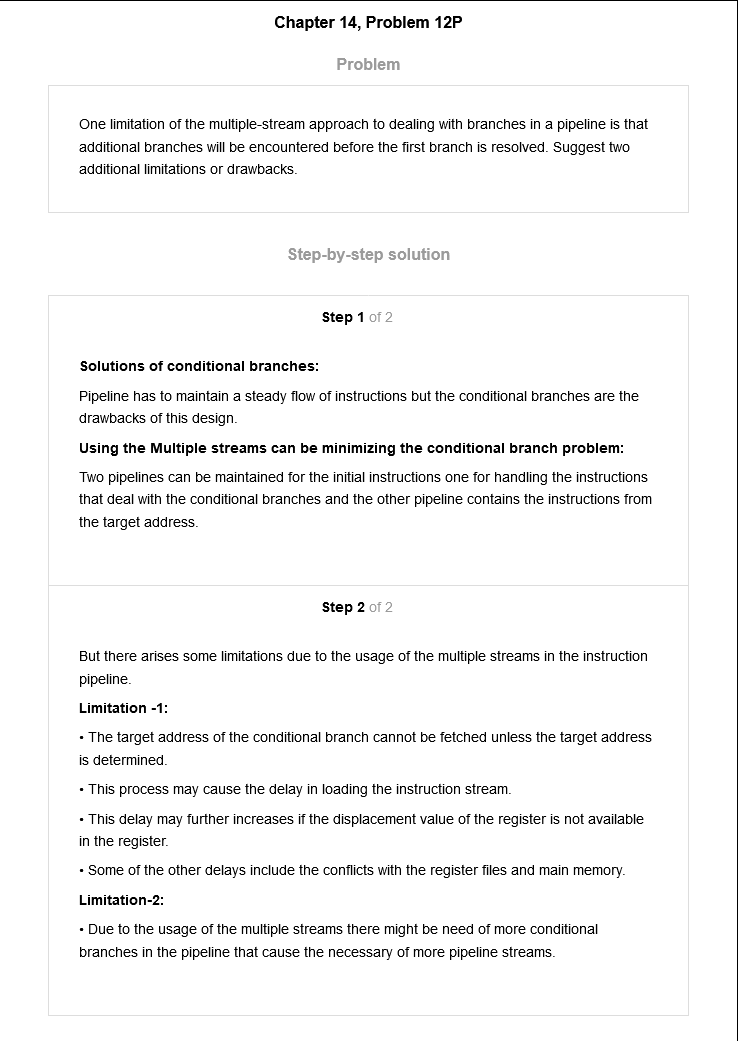 Chapter 14, Problem 12P
Problem
One limitation of the multiple-stream approach to dealing with branches in a pipeline is that
additional branches will be encountered before the first branch is resolved. Suggest two
additional limitations or drawbacks.
Step-by-step solution
Step 1 of 2
Solutions of conditional branches:
Pipeline has to maintain a steady flow of instructions but the conditional branches are the
drawbacks of this design.
Using the Multiple streams can be minimizing the conditional branch problem:
Two pipelines can be maintained for the initial instructions one for handling the instructions
that deal with the conditional branches and the other pipeline contains the instructions from
the target address.
Step 2 of 2
But there arises some limitations due to the usage of the multiple streams in the instruction
pipeline.
Limitation -1:
• The target address of the conditional branch cannot be fetched unless the target address
is determined.
• This process may cause the delay in loading the instruction stream.
• This delay may further increases if the displacement value of the register is not available
in the register.
• Some of the other delays include the conflicts with the register files and main memory.
Limitation-2:
• Due to the usage of the multiple streams there might be need of more conditional
branches in the pipeline that cause the necessary of more pipeline streams.